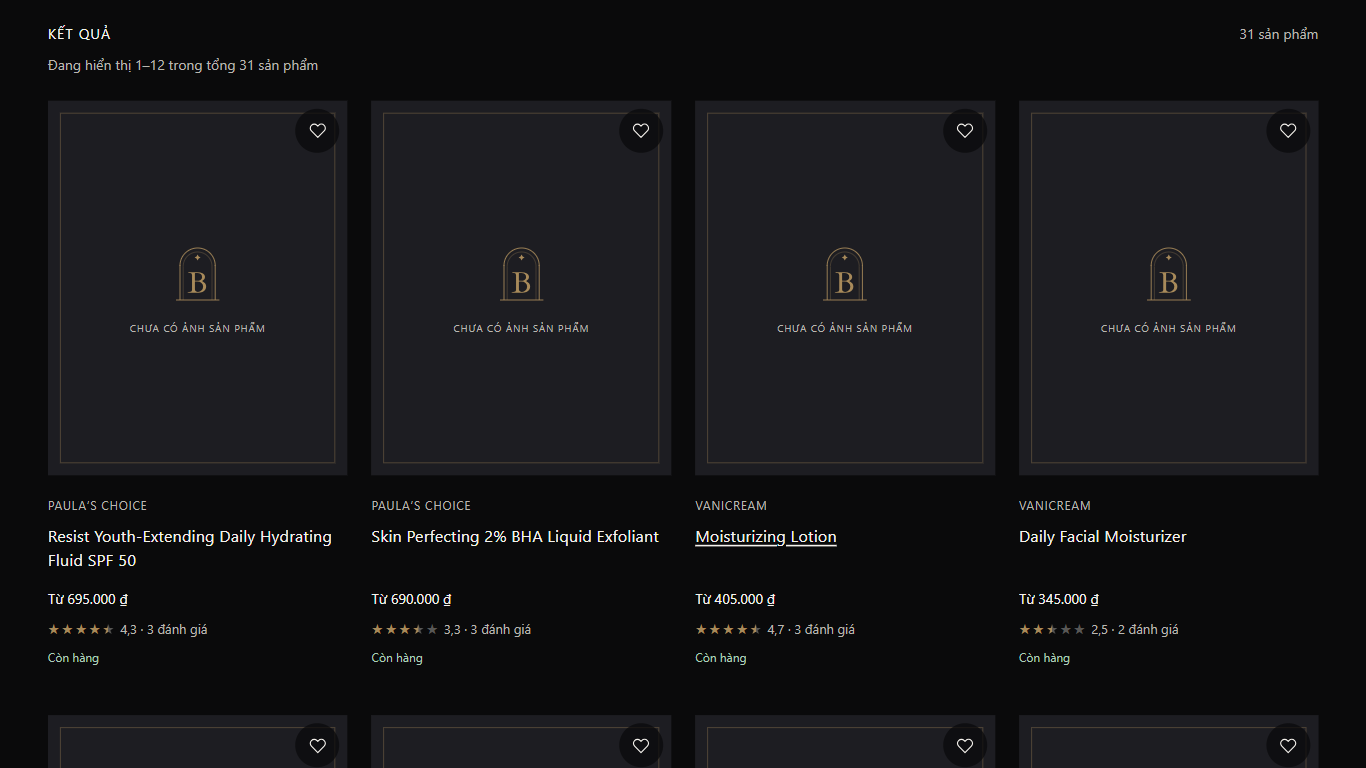 KẾT QUẢ
31 sản phẩm
Đang hiển thị 1–12 trong tổng 31 sản phẩm
B
CHƯA CÓ ẢNH SẢN PHẨM
B
CHƯA CÓ ẢNH SẢN PHẨM
B
CHƯA CÓ ẢNH SẢN PHẨM
B
CHƯA CÓ ẢNH SẢN PHẨM
PAULA'S CHOICE
Resist Youth-Extending Daily Hydrating
Fluid SPF 50
Từ 695.000 ₫
4,3 · 3 đánh giá
Còn hàng
PAULA'S CHOICE
Skin Perfecting 2% BHA Liquid Exfoliant
Từ 690.000 ₫
3,3 · 3 đánh giá
Còn hàng
VANICREAM
Moisturizing Lotion
Từ 405.000 ₫
4,7 · 3 đánh giá
Còn hàng
VANICREAM
Daily Facial Moisturizer
Từ 345.000 ₫
2,5 · 2 đánh giá
Còn hàng